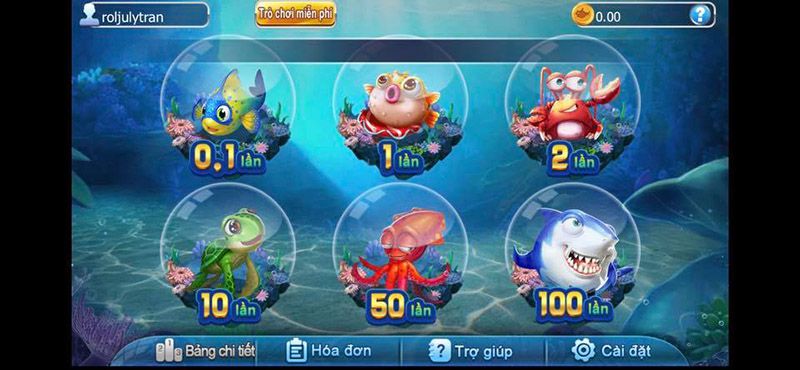 roljulytran
Trò chơi miễn phí
0.00
?
0,1 lần
1 lần
2 lần
10 lần
50 lần
100 lần
Bảng chi tiết
Hóa đơn
? Trợ giúp
Cài đặt